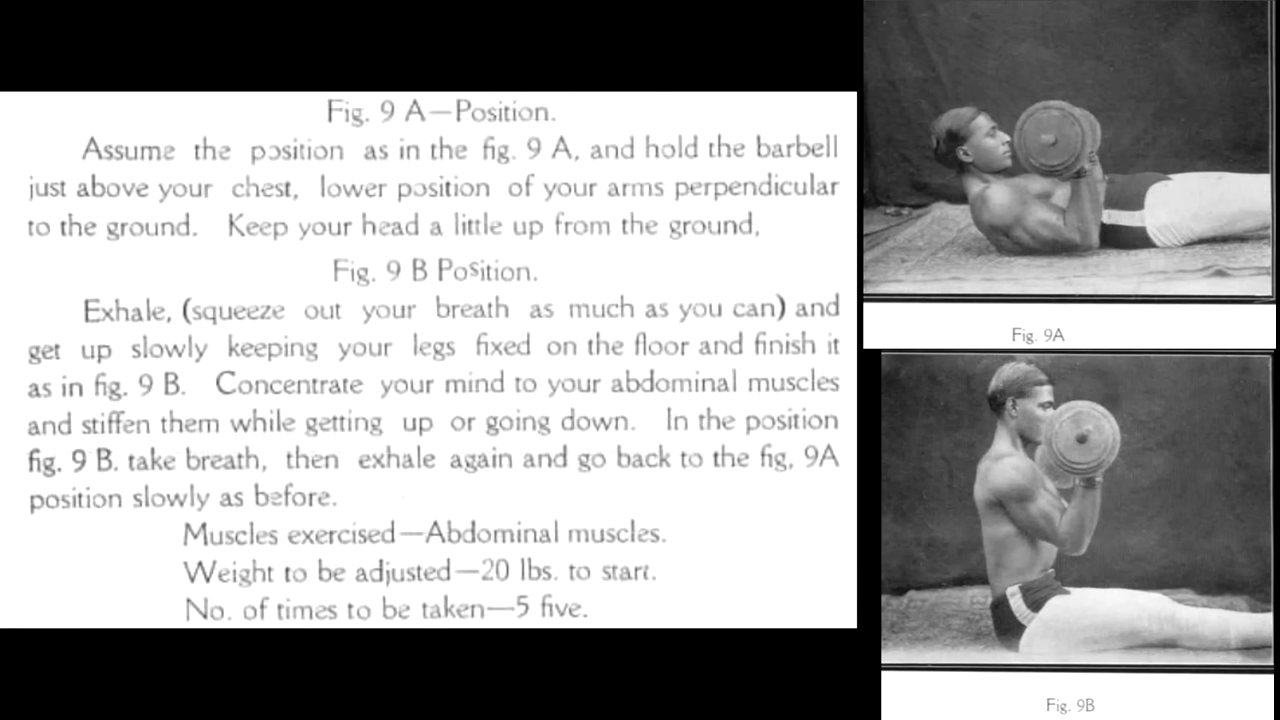 Fig. 9 A—Position.
Assume the position as in the fig. 9 A, and hold the barbell
just above your chest, lower position of your arms perpendicular
to the ground. Keep your head a little up from the ground,
Fig. 9 B Position.
Exhale, (squeeze out your breath as much as you can) and
get up slowly keeping your legs fixed on the floor and finish it
as in fig. 9 B. Concentrate your mind to your abdominal muscles
and stiffen them while getting up or going down. In the position
fig. 9 B. take breath, then exhale again and go back to the fig, 9A
position slowly as before.
Muscles exercised—Abdominal muscles.
Weight to be adjusted—20 lbs. to start.
No. of times to be taken—5 five.
Fig. 9A
Fig. 9B